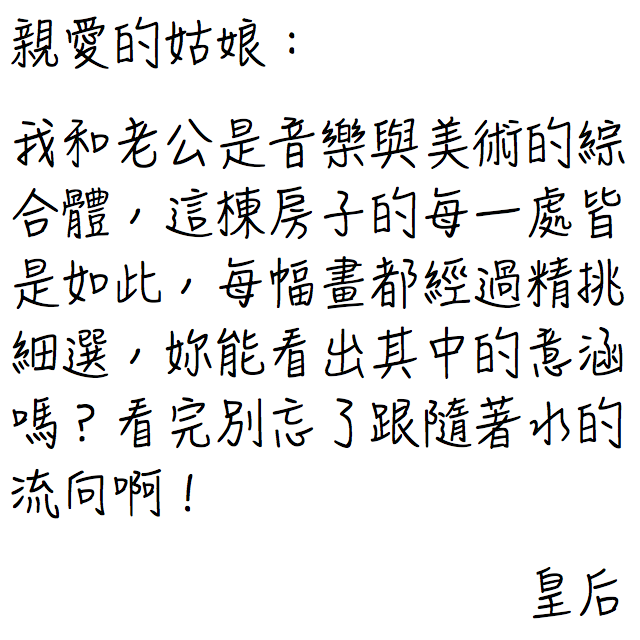 親愛的姑娘：
我和老公是音樂與美術的綜
合體，這棟房子的每一處皆
是如此，每幅畫都經過精挑
細選，妳能看出其中的意涵
嗎？看完別忘了跟隨著水的
流向啊！
皇后